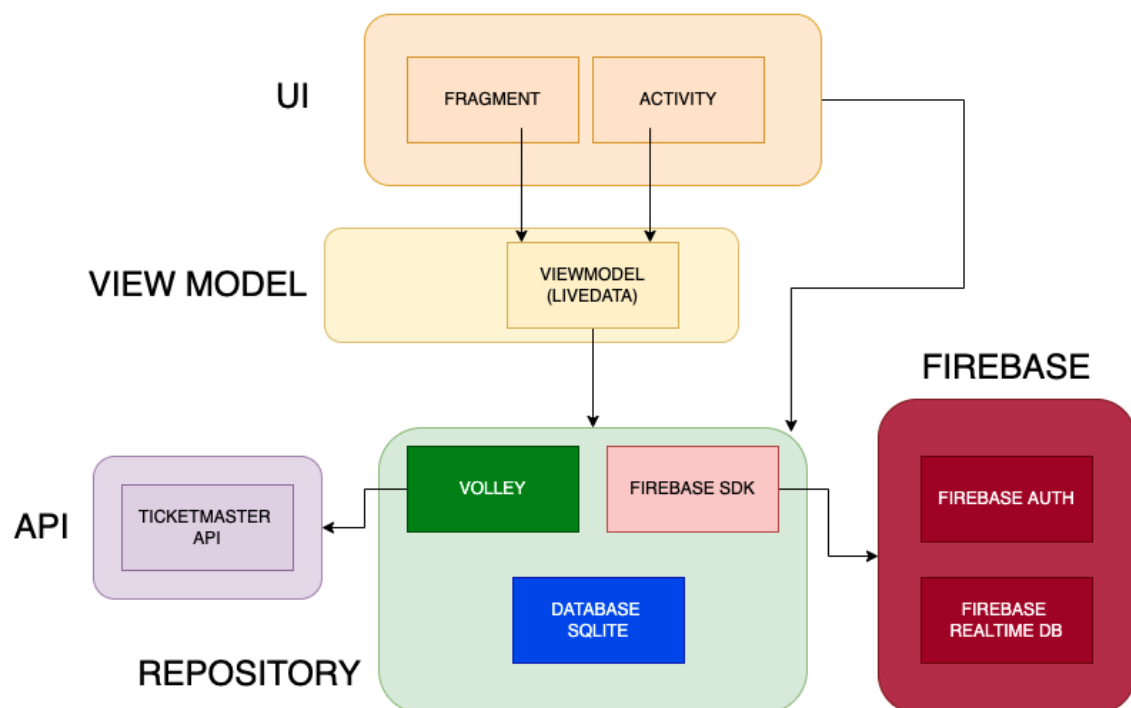 UI
FRAGMENT
ACTIVITY
VIEW MODEL
VIEWMODEL
(LIVEDATA)
FIREBASE
API
TICKETMASTER
API
VOLLEY
FIREBASE SDK
FIREBASE AUTH
DATABASE
SQLITE
FIREBASE
REALTIME DB
REPOSITORY